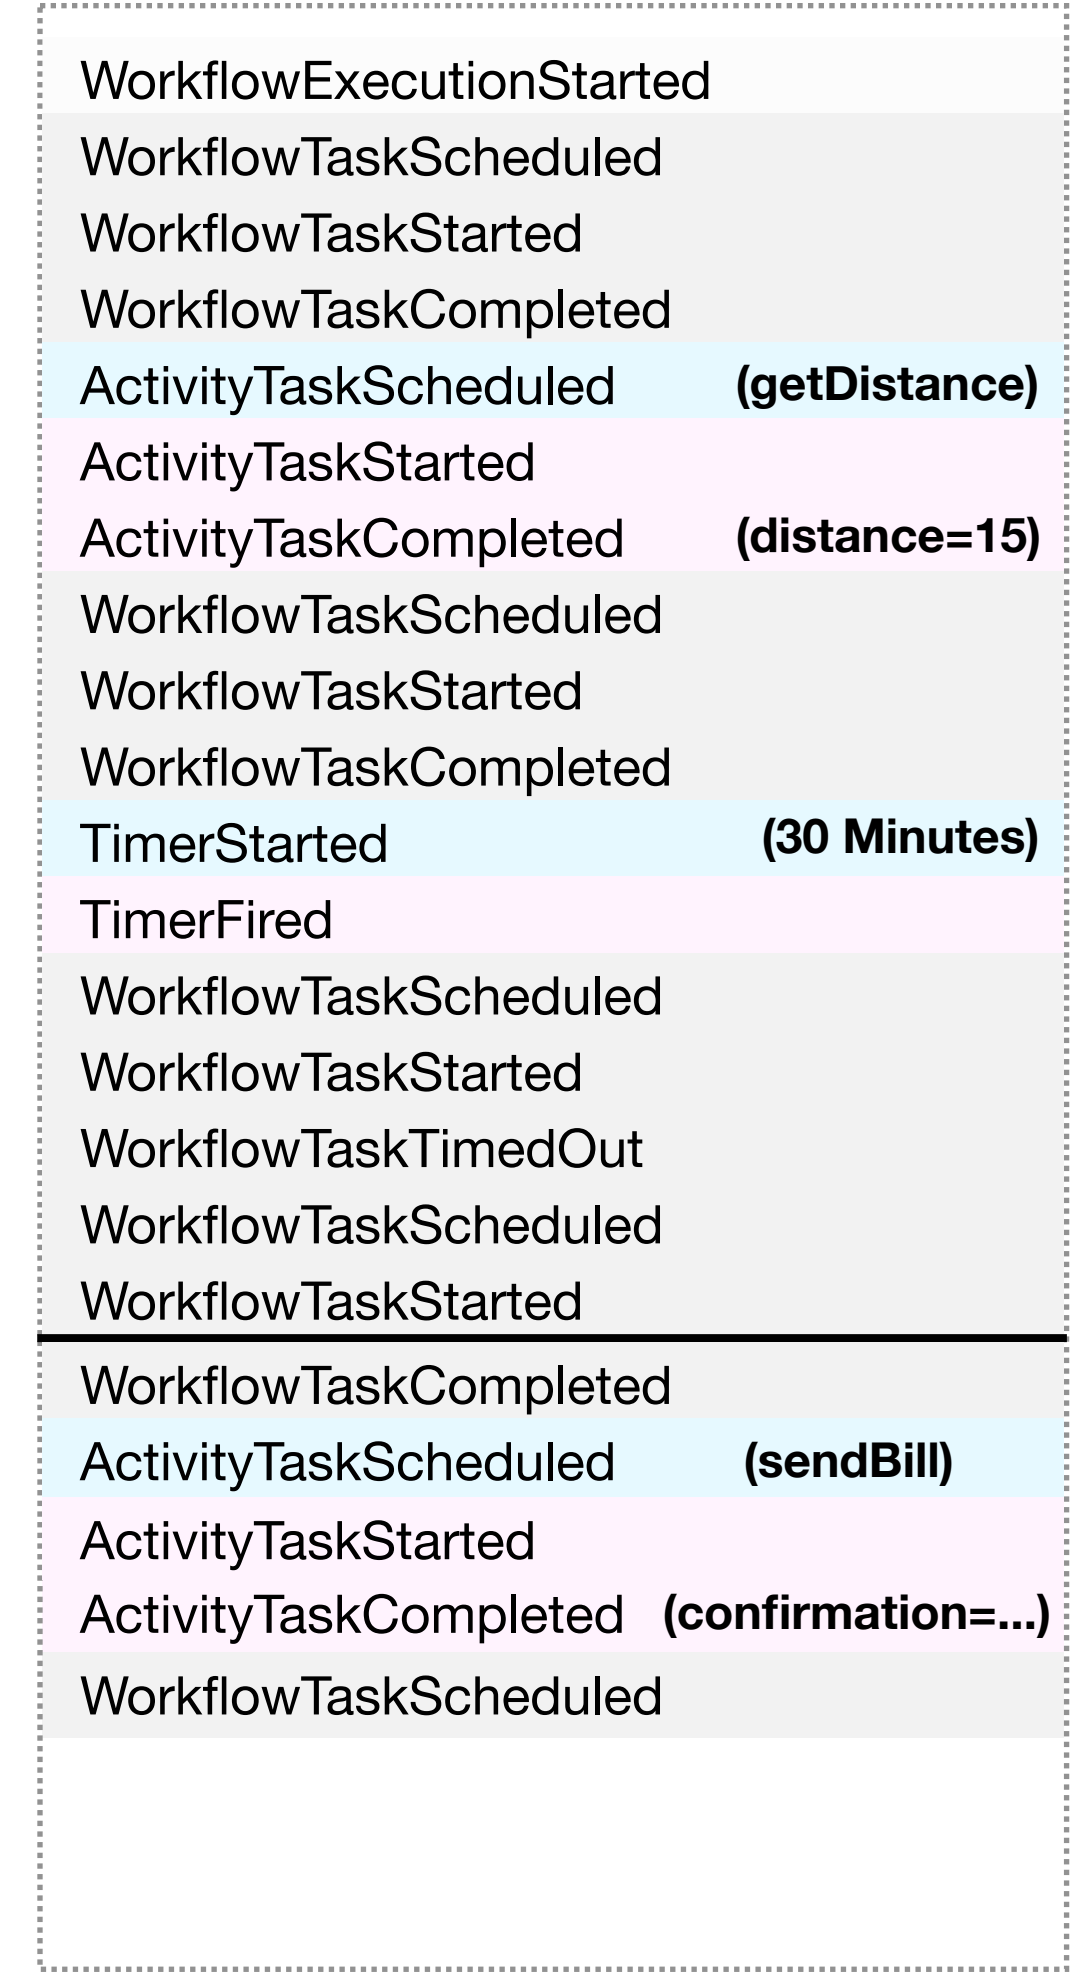 WorkflowExecutionStarted
WorkflowTaskScheduled
WorkflowTaskStarted
WorkflowTaskCompleted
ActivityTaskScheduled (getDistance)
ActivityTaskStarted
ActivityTaskCompleted (distance=15)
WorkflowTaskScheduled
WorkflowTaskStarted
WorkflowTaskCompleted
TimerStarted (30 Minutes)
TimerFired
WorkflowTaskScheduled
WorkflowTaskStarted
WorkflowTaskTimedOut
WorkflowTaskScheduled
WorkflowTaskStarted
WorkflowTaskCompleted
ActivityTaskScheduled (sendBill)
ActivityTaskStarted
ActivityTaskCompleted (confirmation=...)
WorkflowTaskScheduled